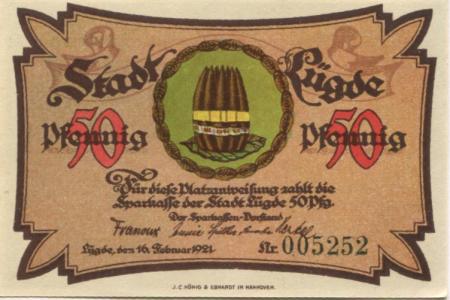 Stadt Lügde
50 Pfennig 50 Pfennig
Für diese Platzanweisung zahlt die
Sparkasse der Stadt Lügde 50 Pfg.
Der Sparkassen-Vorstand
Lügde, den 16. Februar 1921 Nr. 005252
J.C.KÖNIG & EBHARDT IN HANNOVER.